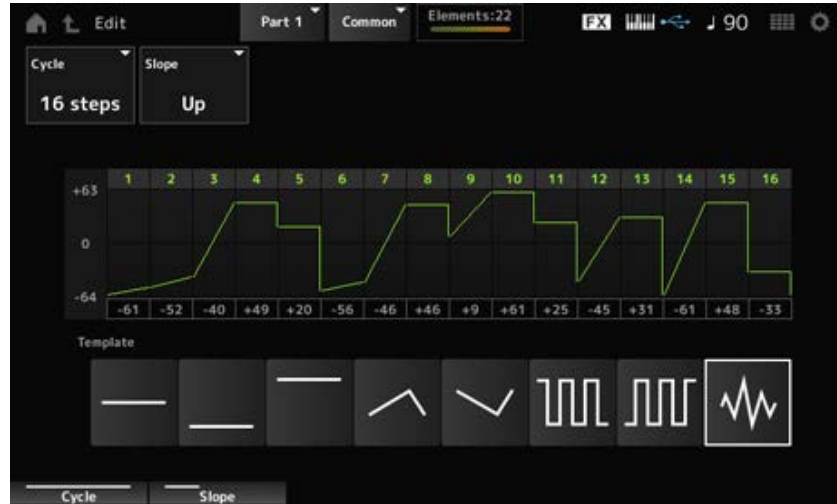 Edit Part 1 Common Elements:22 FX ♩ 90
Cycle Slope
16 steps Up
1 2 3 4 5 6 7 8 9 10 11 12 13 14 15 16
+63
0
-64
-61 -52 -40 +49 +20 -56 -46 +46 +9 +61 +25 -45 +31 -61 +48 -33
Template
Cycle Slope